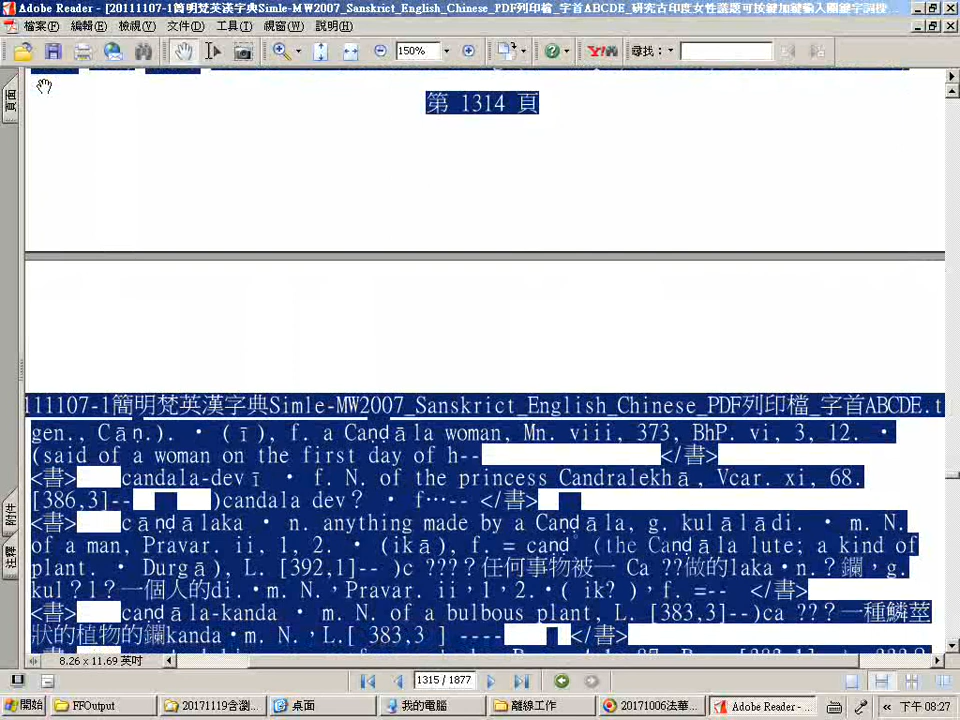 Adobe Reader - [20111107-1簡明梵英漢字典Simle-MW2007_Sanskrict_English_Chinese_PDF列印檔_字首ABCDE_研究古印度女性議題可按鍵加鍵輸入關鍵字詞搜
檔案(F) 編輯(E) 檢視(V) 文件(D) 工具(T) 視窗(W) 說明(H)
150% 尋找:
頁面
第 1314 頁
111107-1簡明梵英漢字典Simle-MW2007_Sanskrict_English_Chinese_PDF列印檔_字首ABCDE.t
gen., Cāṇ.). • (ī), f. a Caṇḍāla woman, Mn. viii, 373, BhP. vi, 3, 12. •
(said of a woman on the first day of h-- </書>
<書> candala-devī • f. N. of the princess Candralekhā, Vcar. xi, 68.
[386,3]-- )candala dev? • f…-- </書>
<書> cāṇḍālaka • n. anything made by a Caṇḍāla, g. kulālādi. • m. N.
of a man, Pravar. ii, 1, 2. • (ikā), f. = caṇḍ° (the Caṇḍāla lute; a kind of
plant. • Durgā), L. [392,1]-- )c ????任何事物被一 Ca ??做的laka•n.?鑼，g.
kul?l?一個人的di.•m. N.，Pravar. ii，1，2.•( ik? )，f. =-- </書>
<書> caṇḍāla-kanda • m. N. of a bulbous plant, L. [383,3]--)ca ???一種鱗莖
狀的植物的鑼kanda•m. N.，L.[ 383,3 ] ---- </書>
附件
注釋
8.26 x 11.69 英吋
1315 / 1877
開始 FFOutput 20171119含瀏... 桌面 我的電腦 離線工作 20171006法華... Adobe Reader -... 下午 08:27